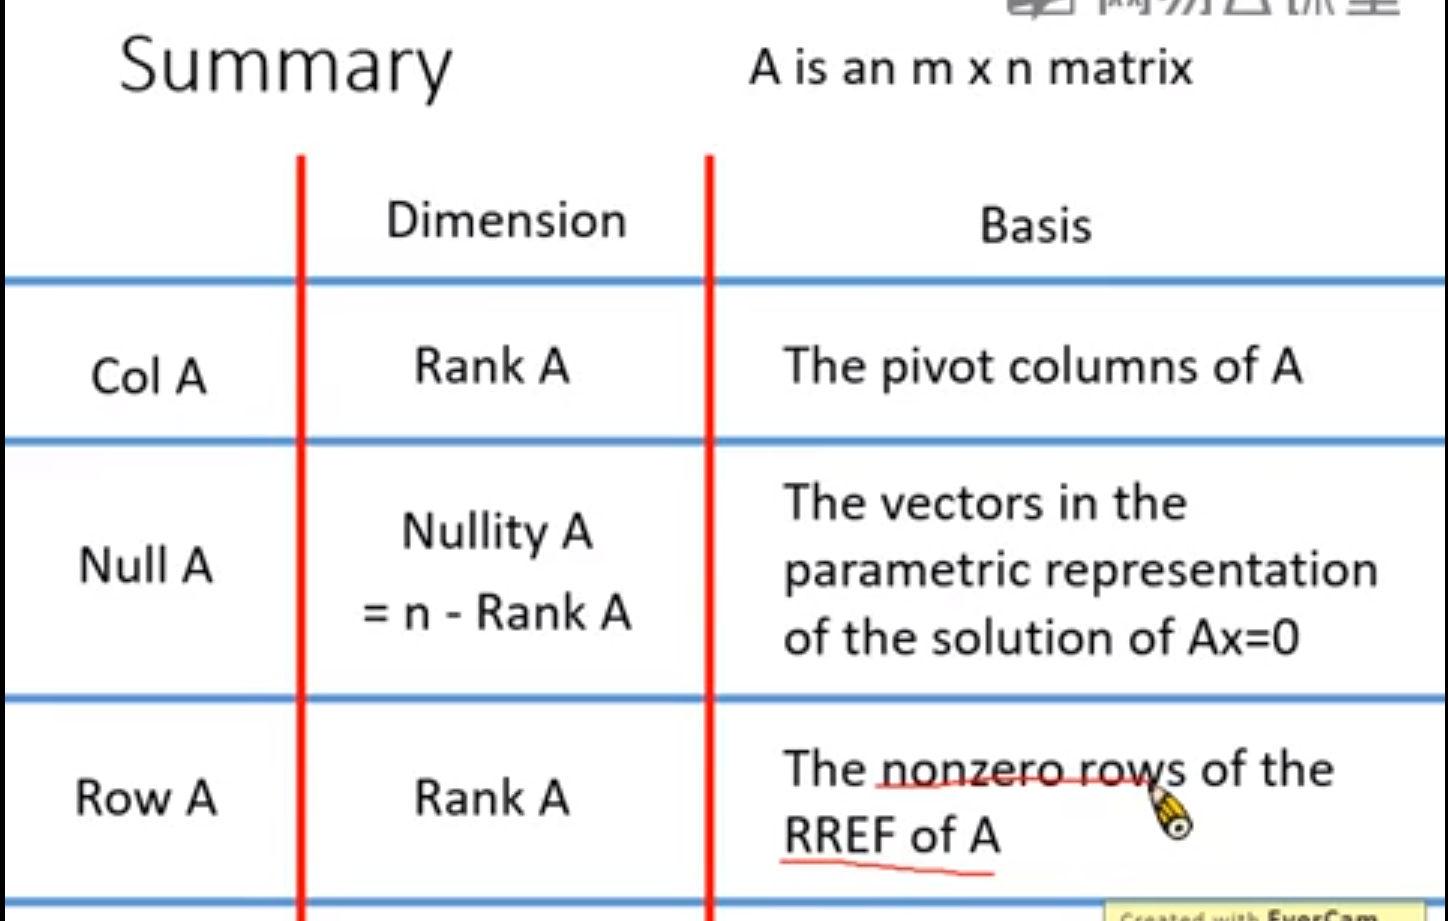 Summary
A is an m x n matrix
Dimension
Basis
Col A
Rank A
The pivot columns of A
Null A
Nullity A
= n - Rank A
The vectors in the
parametric representation
of the solution of Ax=0
Row A
Rank A
The nonzero rows of the
RREF of A
Created with EverCam